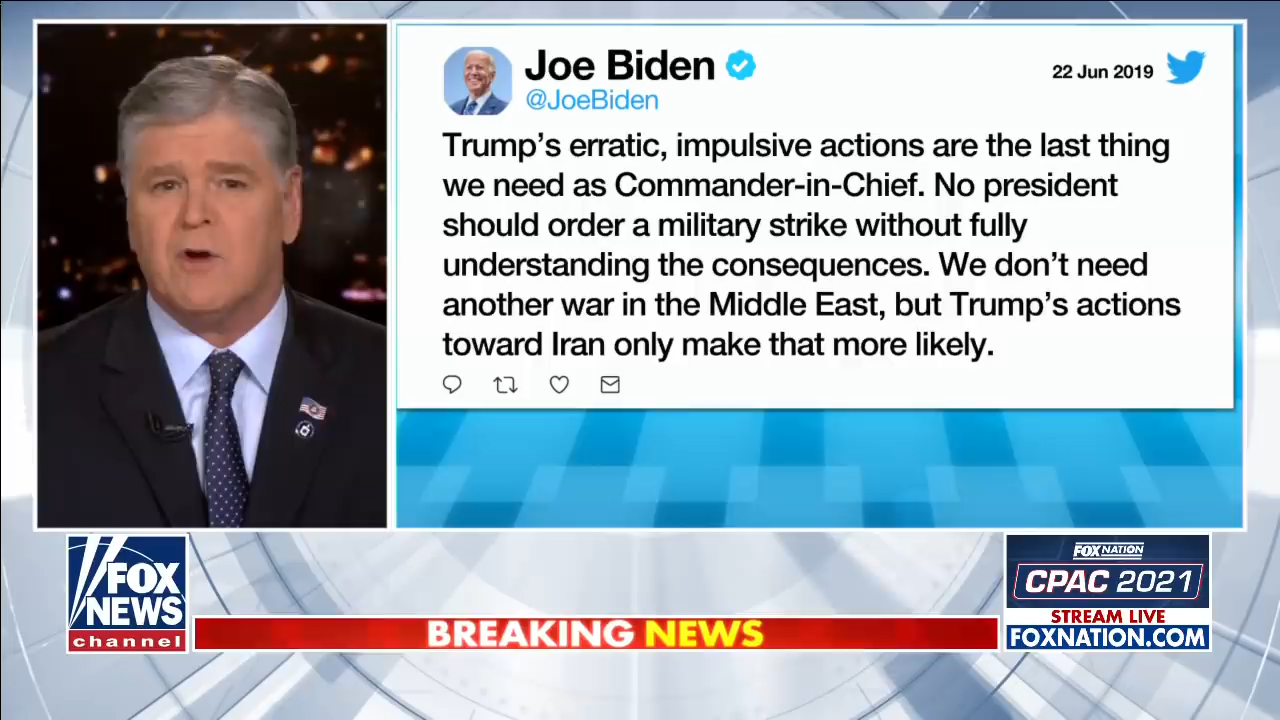 Joe Biden
@JoeBiden
22 Jun 2019
Trump's erratic, impulsive actions are the last thing
we need as Commander-in-Chief. No president
should order a military strike without fully
understanding the consequences. We don't need
another war in the Middle East, but Trump's actions
toward Iran only make that more likely.
FOX
NEWS
channel
BREAKING NEWS
FOX NATION
CPAC 2021
STREAM LIVE
FOXNATION.COM